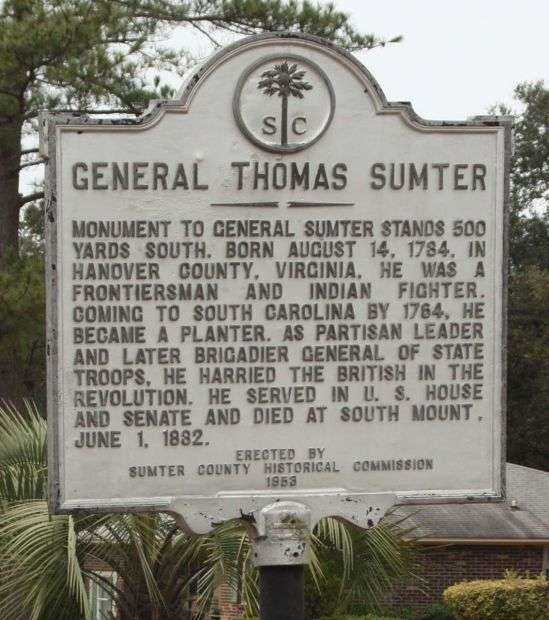 S C
GENERAL THOMAS SUMTER
MONUMENT TO GENERAL SUMTER STANDS 500
YARDS SOUTH. BORN AUGUST 14, 1734, IN
HANOVER COUNTY, VIRGINIA, HE WAS A
FRONTIERSMAN AND INDIAN FIGHTER.
COMING TO SOUTH CAROLINA BY 1764, HE
BECAME A PLANTER. AS PARTISAN LEADER
AND LATER BRIGADIER GENERAL OF STATE
TROOPS, HE HARRIED THE BRITISH IN THE
REVOLUTION. HE SERVED IN U. S. HOUSE
AND SENATE AND DIED AT SOUTH MOUNT,
JUNE 1, 1832.
ERECTED BY
SUMTER COUNTY HISTORICAL COMMISSION
1953